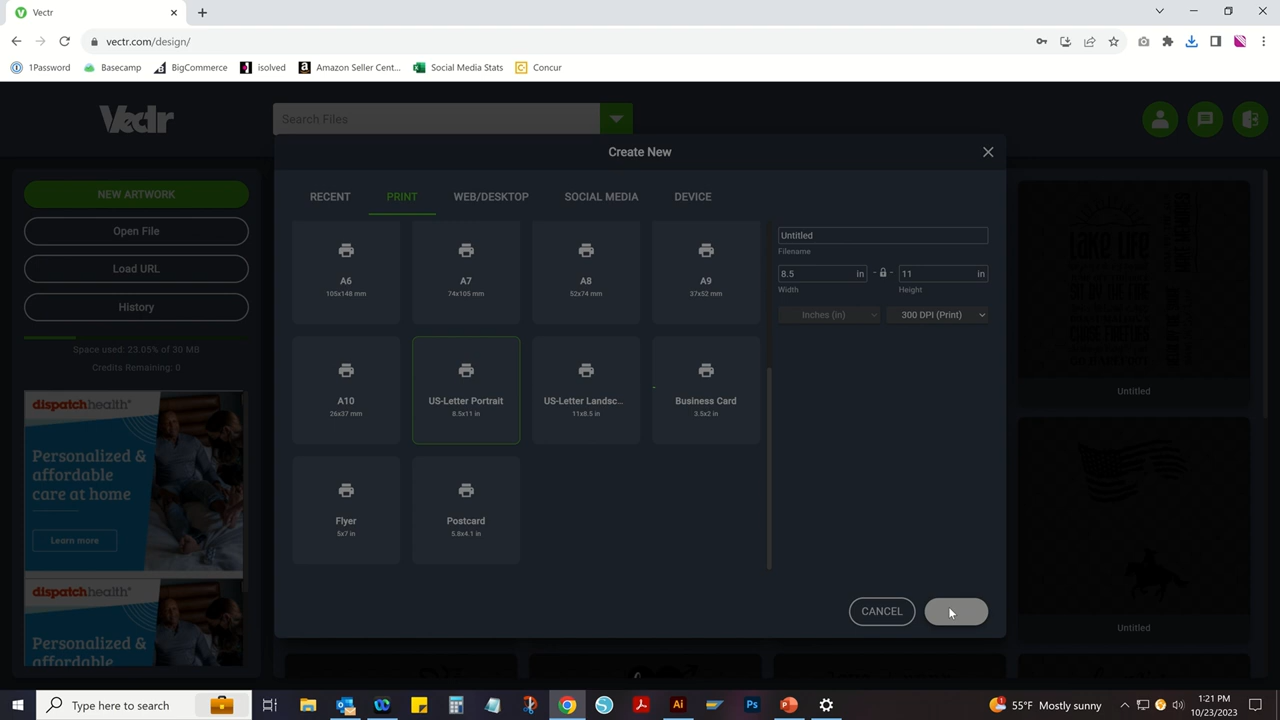 Vectr
vectr.com/design/
1Password
Basecamp
BigCommerce
isolved
Amazon Seller Cent...
Social Media Stats
Concur
Vectr
Search Files
Create New
NEW ARTWORK
Open File
Load URL
History
Space used: 23.05% of 30 MB
Credits Remaining: 0
dispatchhealth
Personalized &
affordable
care at home
Learn more
dispatchhealth
Personalized &
affordable
RECENT
PRINT
WEB/DESKTOP
SOCIAL MEDIA
DEVICE
A6
105x148 mm
A7
74x105 mm
A8
52x74 mm
A9
37x52 mm
A10
26x37 mm
US-Letter Portrait
8.5x11 in
US-Letter Landsc...
11x8.5 in
Business Card
3.5x2 in
Flyer
5x7 in
Postcard
5.8x4.1 in
Untitled
Filename
8.5 in
11 in
Width
Height
Inches (in)
300 DPI (Print)
CANCEL
LAKE LIFE
Untitled
Untitled
Type here to search
Ai
Ps
55°F Mostly sunny
1:21 PM
10/23/2023